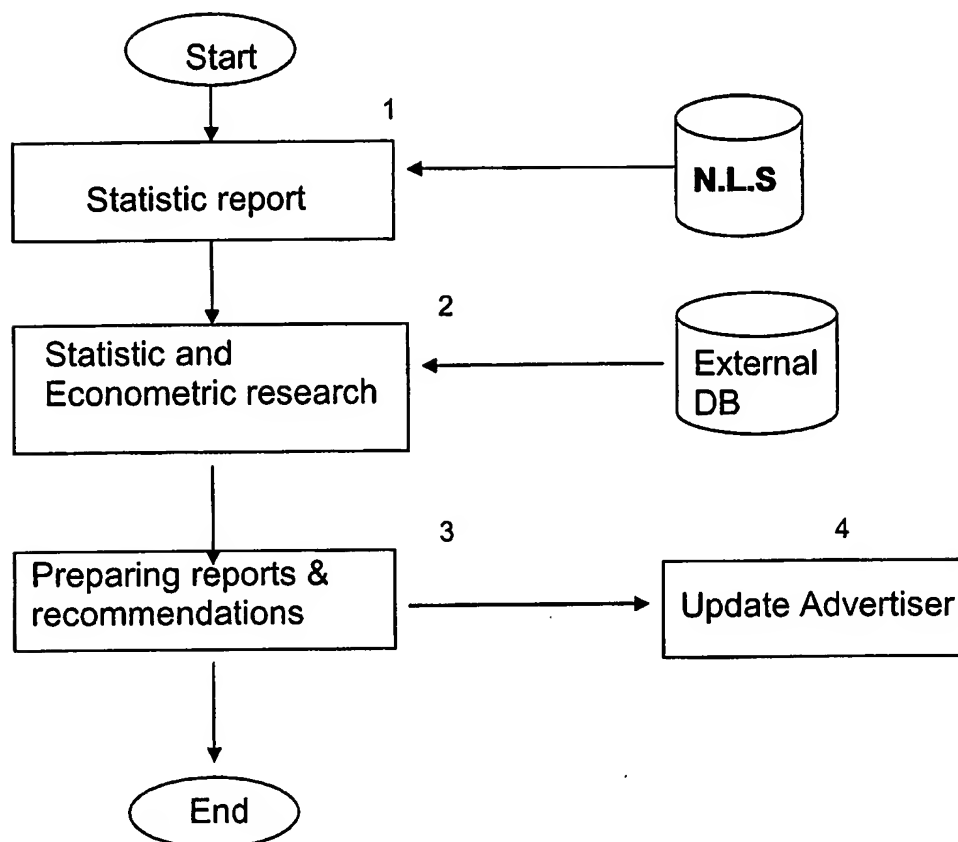 Start
1
Statistic report
N.L.S
2
Statistic and
Econometric research
External
DB
3
Preparing reports &
recommendations
4
Update Advertiser
End